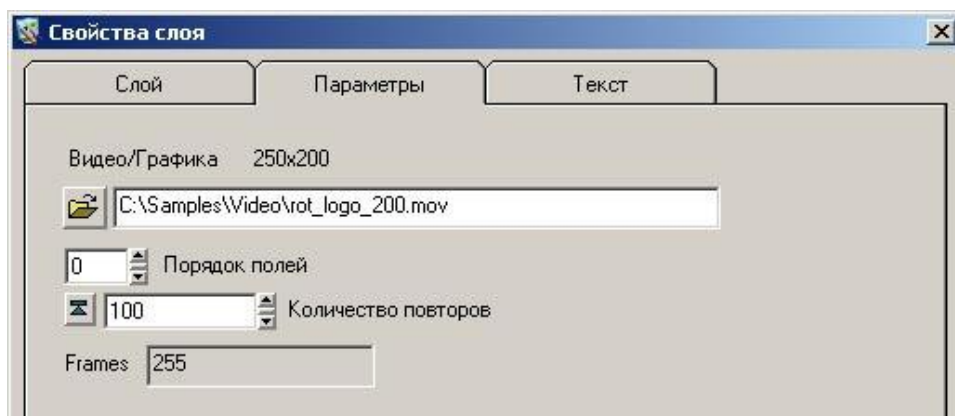 Свойства слоя
Слой Параметры Текст
Видео/Графика 250x200
C:\Samples\Video\rot_logo_200.mov
0 Порядок полей
100 Количество повторов
Frames 255